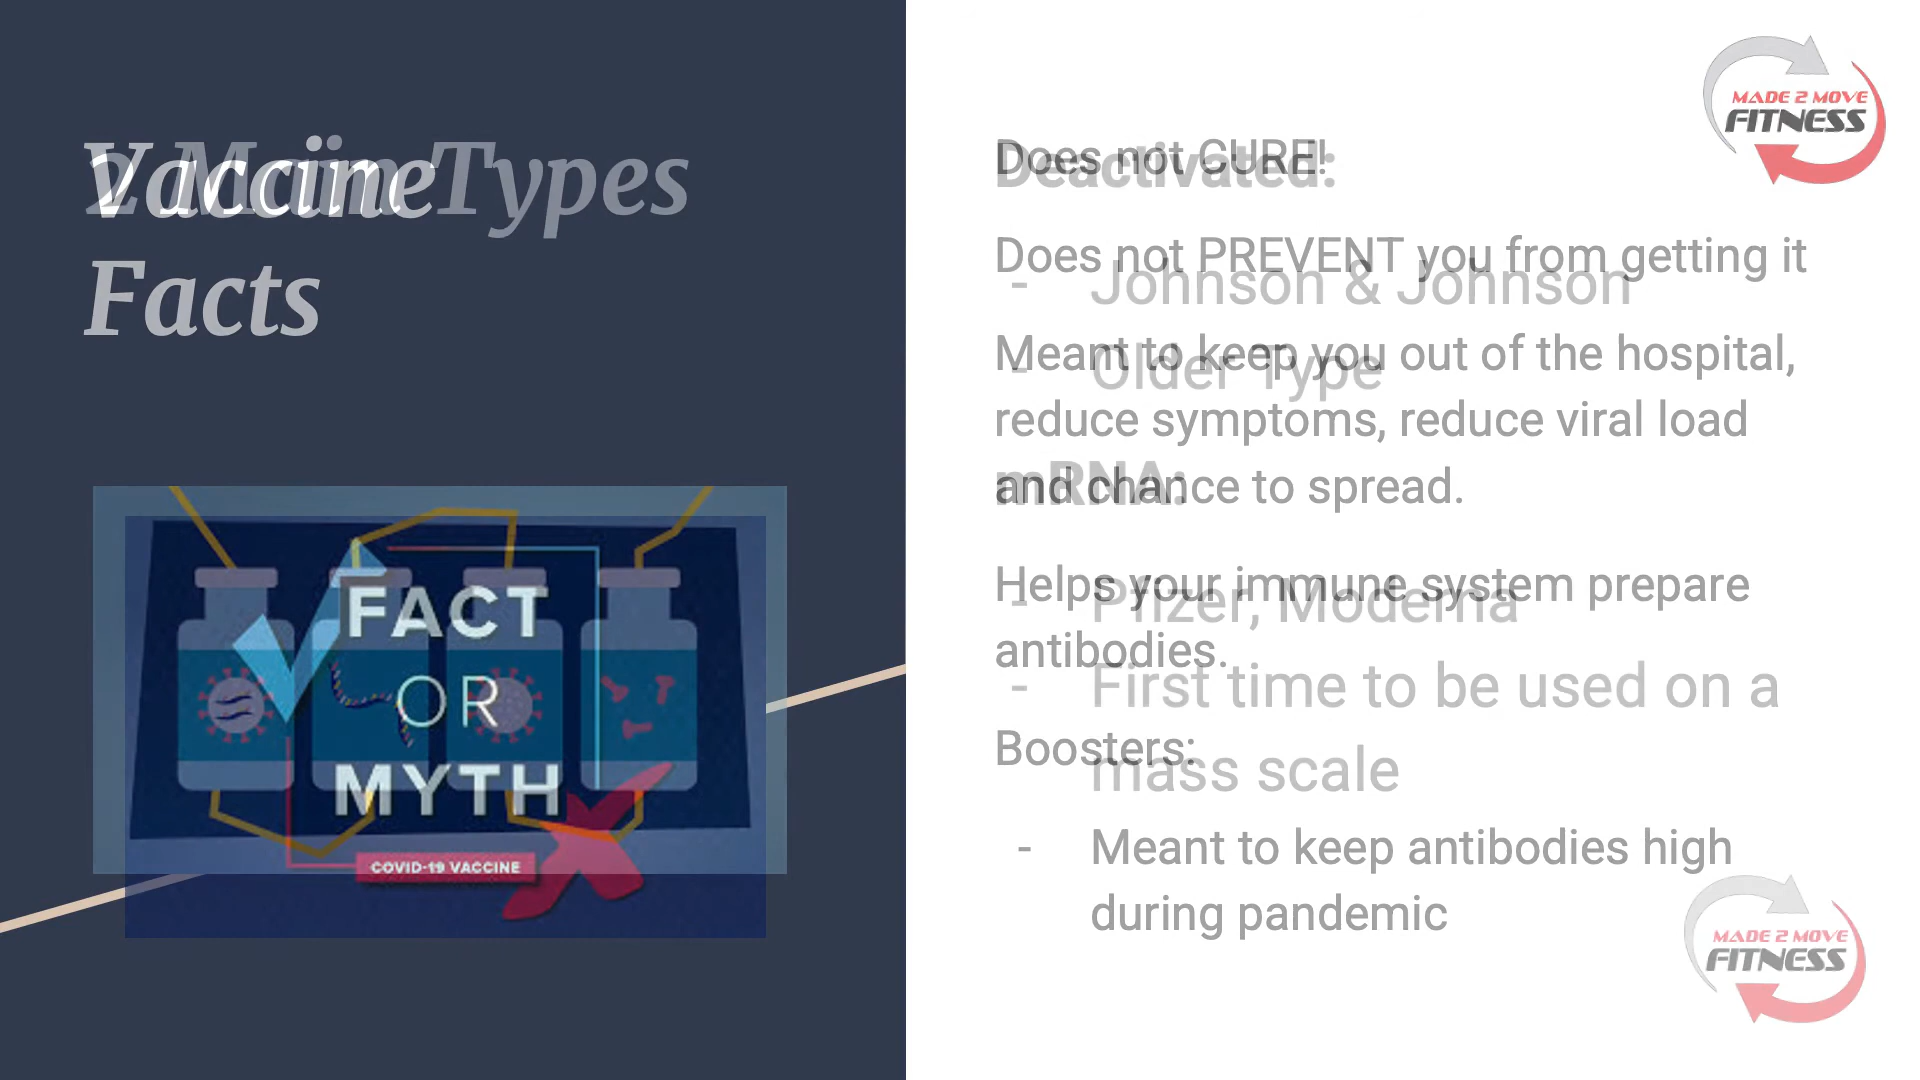 Vaccine
Facts
2 Main Types
FACT
OR
MYTH
COVID-19 VACCINE
MADE 2 MOVE
FITNESS
Does not CURE!
Does not PREVENT you from getting it
Meant to keep you out of the hospital,
reduce symptoms, reduce viral load
and chance to spread.
Helps your immune system prepare
antibodies.
Boosters:
- Meant to keep antibodies high
during pandemic
Deactivated:
- Johnson & Johnson
- Older Type
mRNA:
- Pfizer, Moderna
- First time to be used on a
mass scale
MADE 2 MOVE
FITNESS